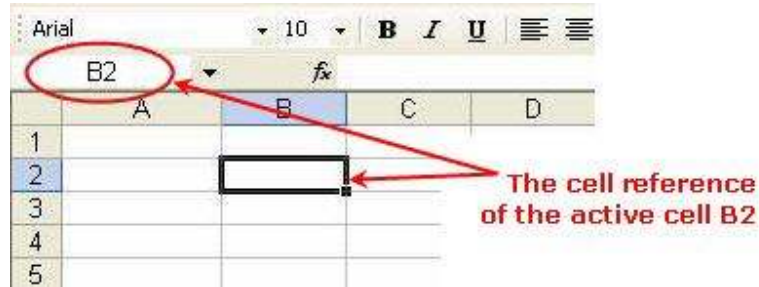 Arial 10 B I U
B2 fx
A B C D
1
2
The cell reference
of the active cell B2
3
4
5